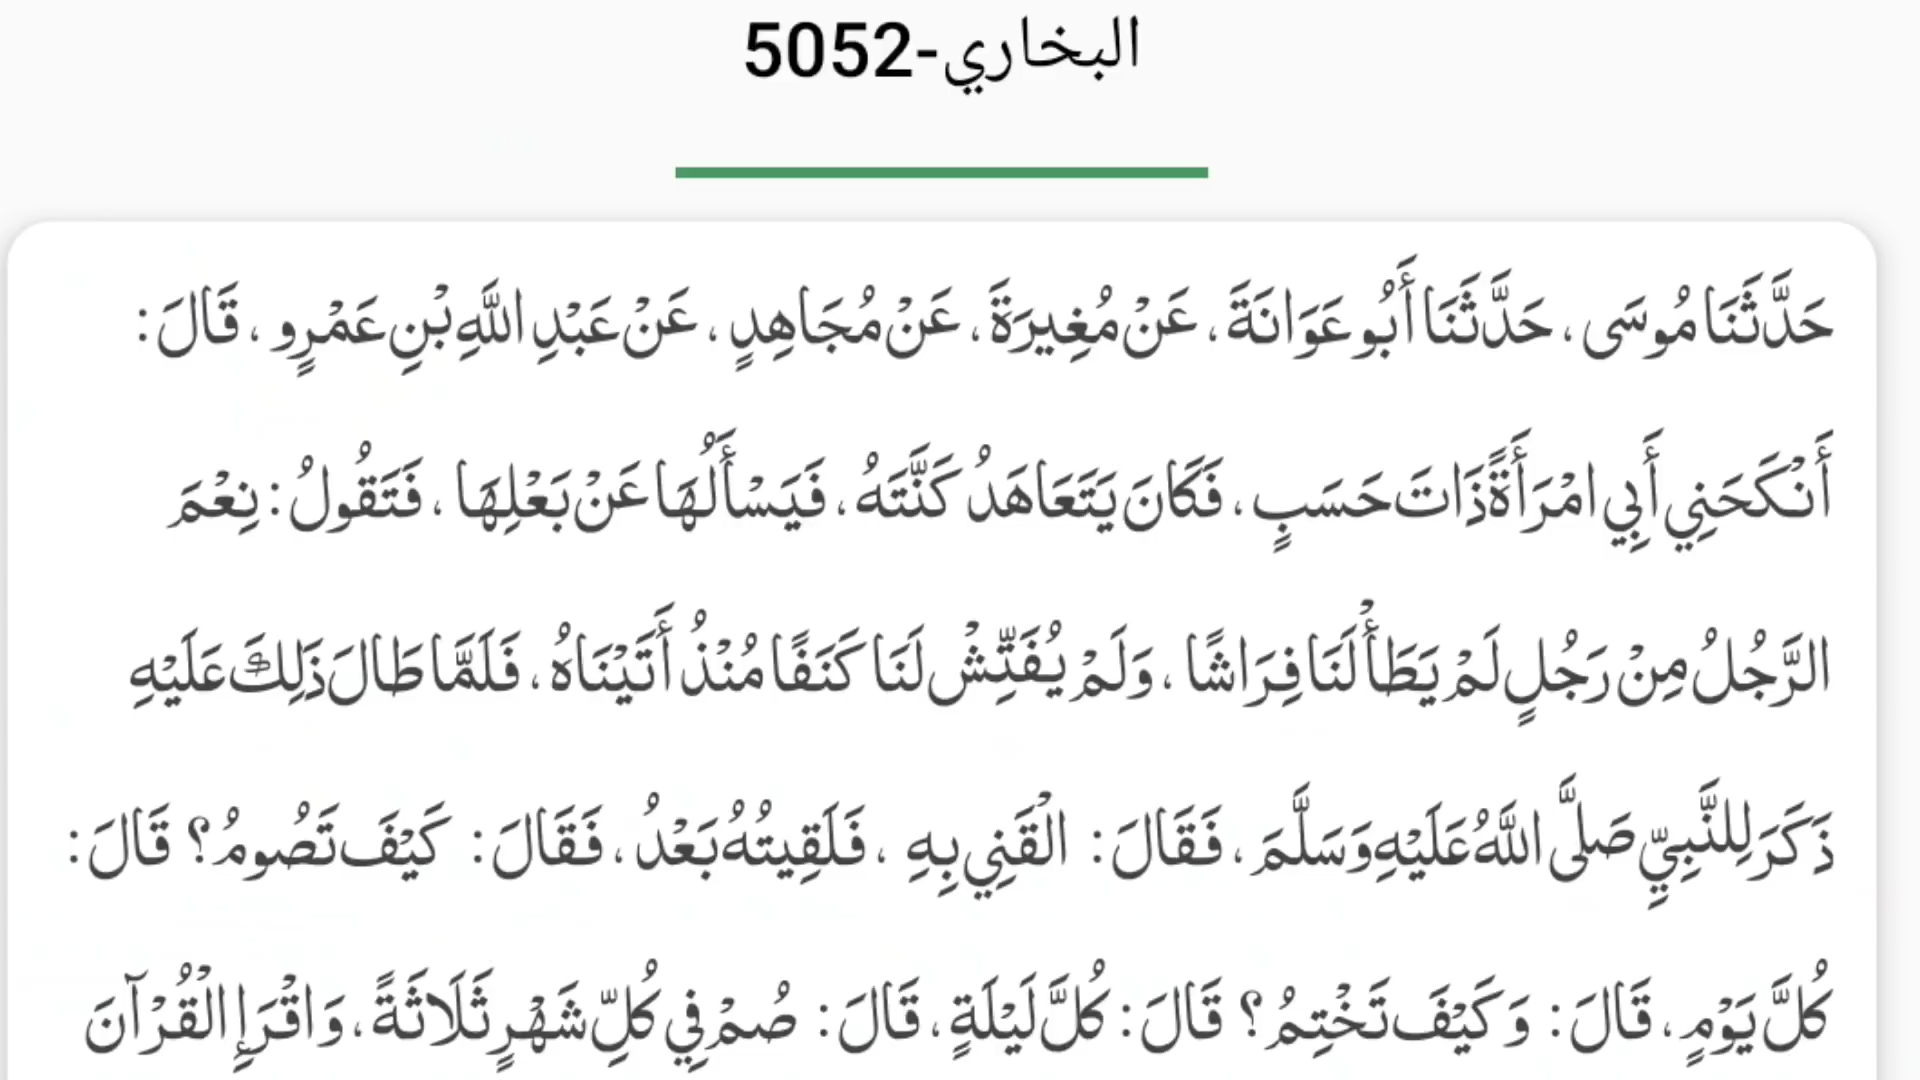 البخاري-5052
حَدَّثَنَا مُوسَى ، حَدَّثَنَا أَبُو عَوَانَةَ ، عَنْ مُغِيرَةَ ، عَنْ مُجَاهِدٍ ، عَنْ عَبْدِ اللَّهِ بْنِ عَمْرٍو ، قَالَ :
أَنْكَحَنِي أَبِي امْرَأَةً ذَاتَ حَسَبٍ ، فَكَانَ يَتَعَاهَدُ كَنَّتَهُ ، فَيَسْأَلُهَا عَنْ بَعْلِهَا ، فَتَقُولُ : نِعْمَ
الرَّجُلُ مِنْ رَجُلٍ لَمْ يَطَأْ لَنَا فِرَاشًا ، وَلَمْ يُفَتِّشْ لَنَا كَنَفًا مُنْذُ أَتَيْنَاهُ ، فَلَمَّا طَالَ ذَلِكَ عَلَيْهِ
ذَكَرَ لِلنَّبِيِّ صَلَّى اللَّهُ عَلَيْهِ وَسَلَّمَ ، فَقَالَ : الْقَنِي بِهِ ، فَلَقِيتُهُ بَعْدُ ، فَقَالَ : كَيْفَ تَصُومُ ؟ قَالَ :
كُلَّ يَوْمٍ ، قَالَ : وَكَيْفَ تَخْتِمُ ؟ قَالَ : كُلَّ لَيْلَةٍ ، قَالَ : صُمْ فِي كُلِّ شَهْرٍ ثَلَاثَةً ، وَاقْرَإِ الْقُرْآنَ